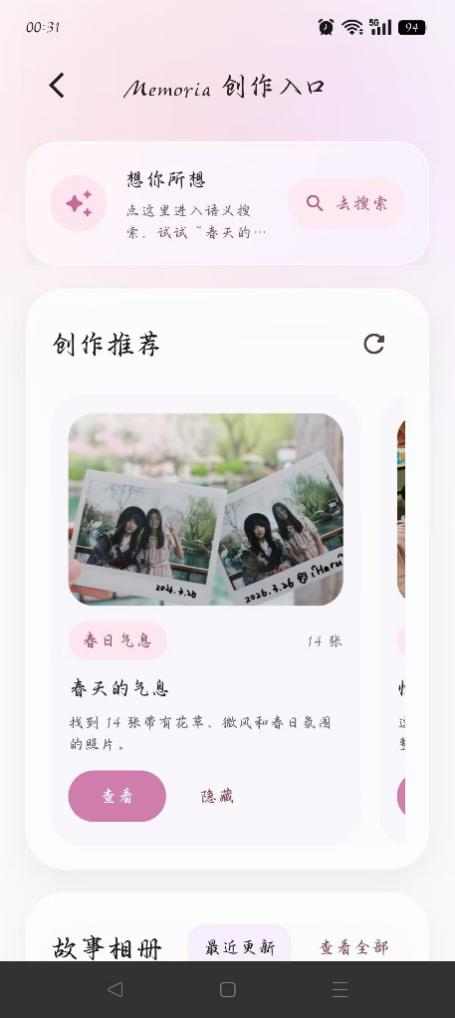 00:31
5G
94
Memoria 创作入口
想你所想
点这里进入语义搜
索，试试“春天的…
去搜索
创作推荐
2026.3.26
2026.3.26 @iHaru
春日气息
14 张
春天的气息
找到 14 张带有花草、微风和春日氛围
的照片。
查看
隐藏
故事相册
最近更新
查看全部